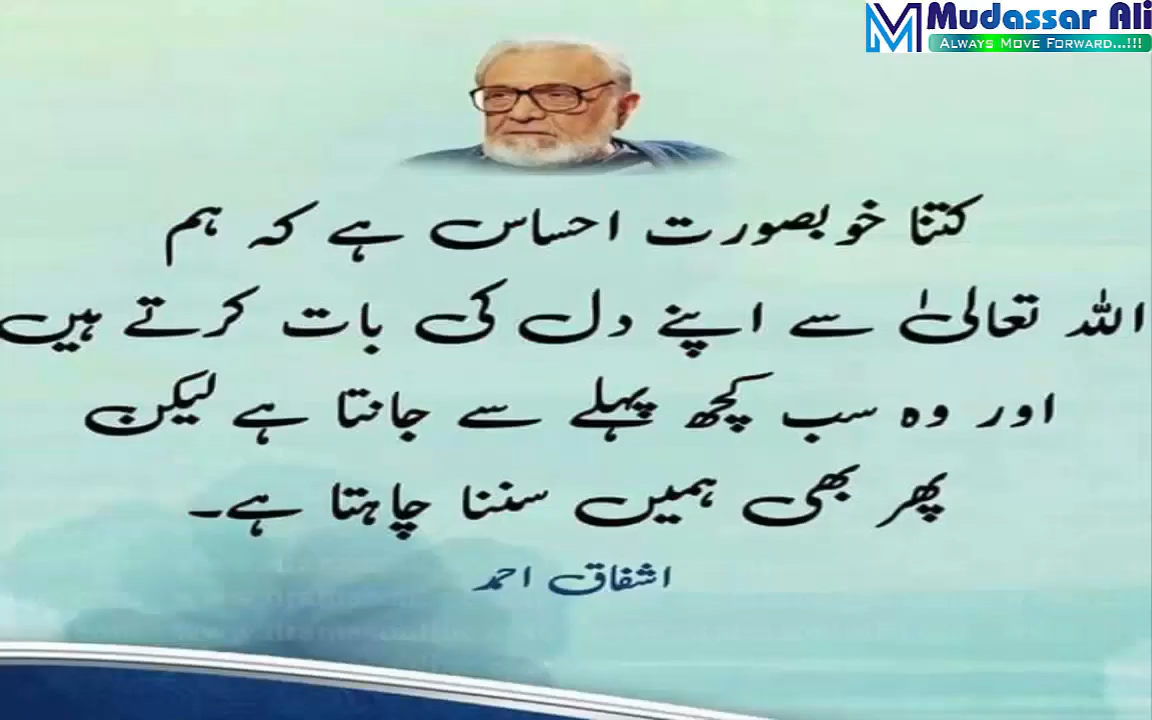 Mudassar Ali
Always Move Forward...!!!
کتنا خوبصورت احساس ہے کہ ہم
اللہ تعالیٰ سے اپنے دل کی بات کرتے ہیں
اور وہ سب کچھ پہلے سے جانتا ہے لیکن
پھر بھی ہمیں سننا چاہتا ہے۔
اشفاق احمد